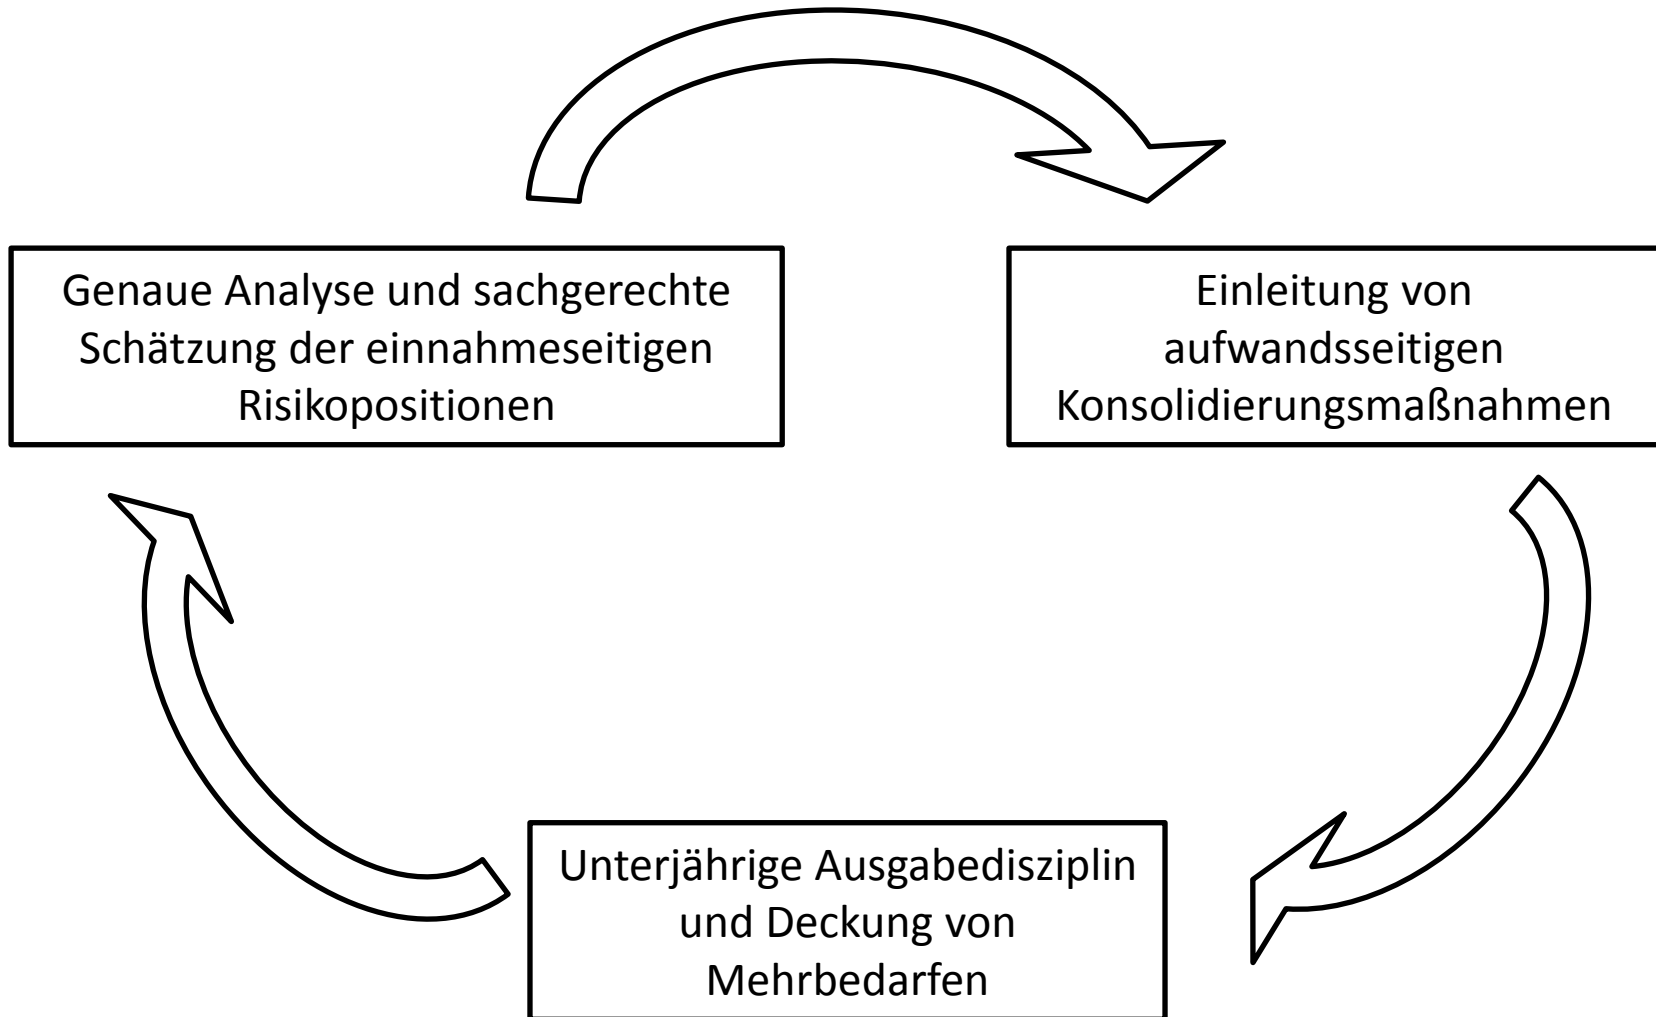 Genaue Analyse und sachgerechte
Schätzung der einnahmeseitigen
Risikopositionen
Einleitung von
aufwandsseitigen
Konsolidierungsmaßnahmen
Unterjährige Ausgabedisziplin
und Deckung von
Mehrbedarfen